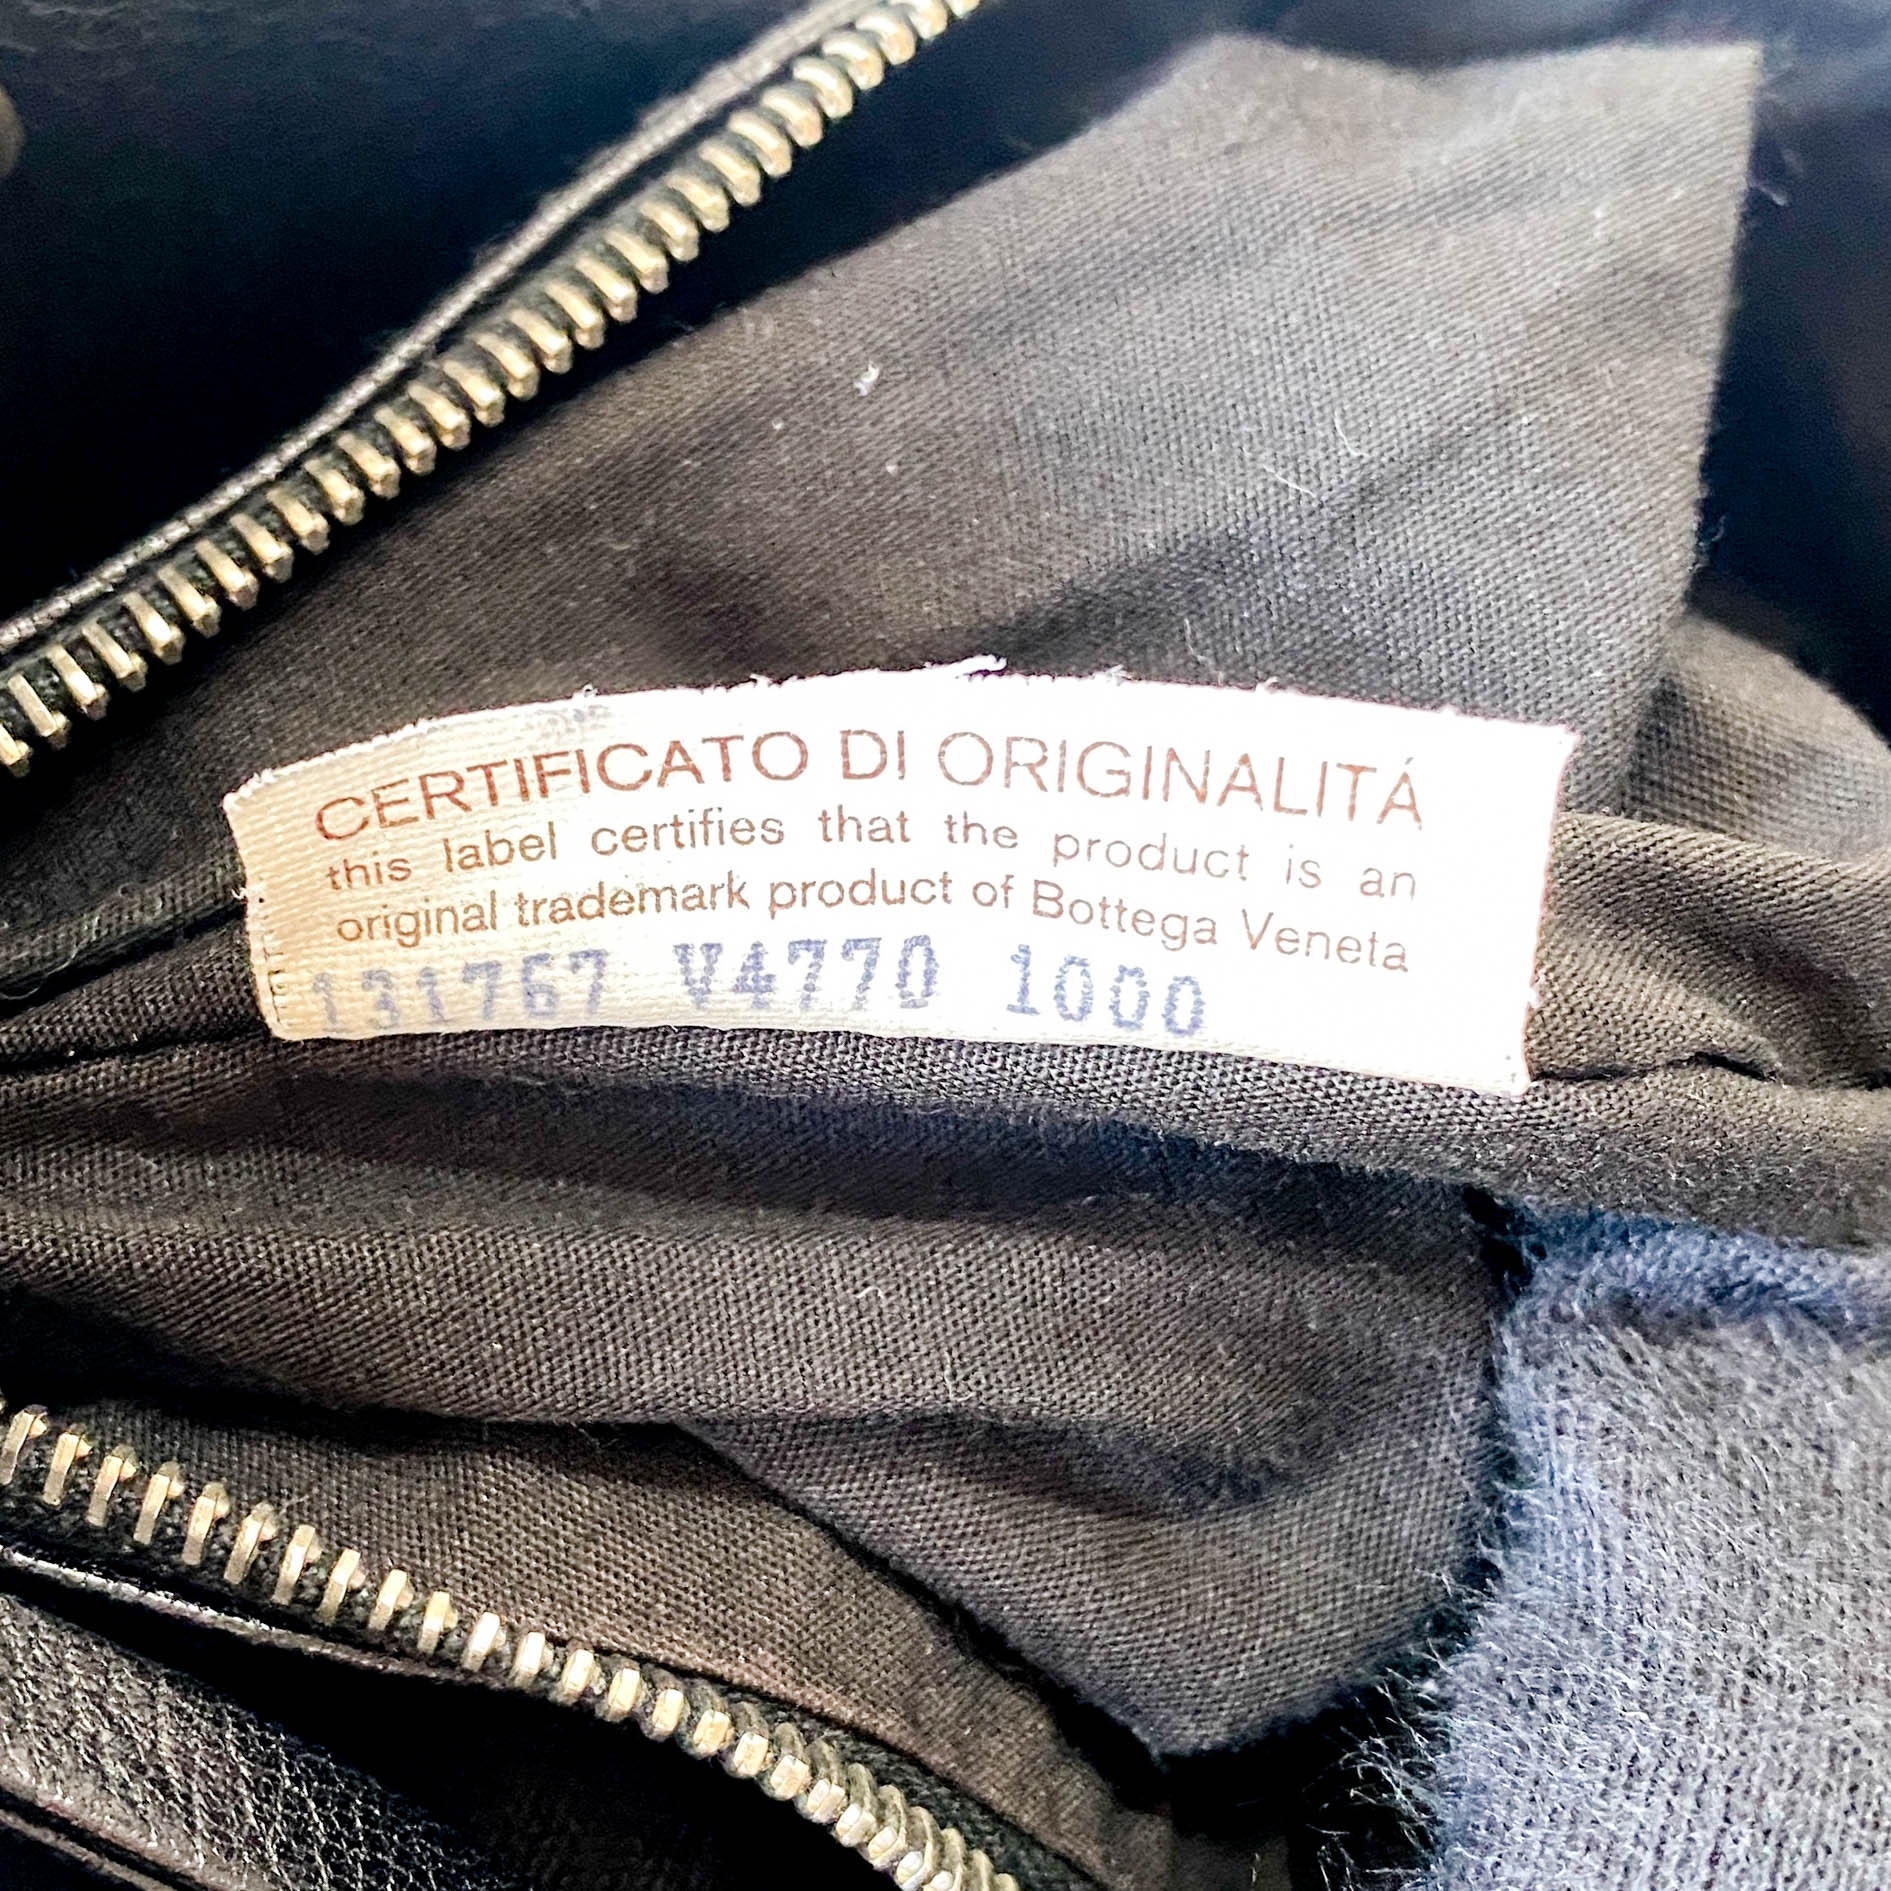 CERTIFICATO DI ORIGINALITÁ
this label certifies that the product is an
original trademark product of Bottega Veneta
131767 V4770 1000